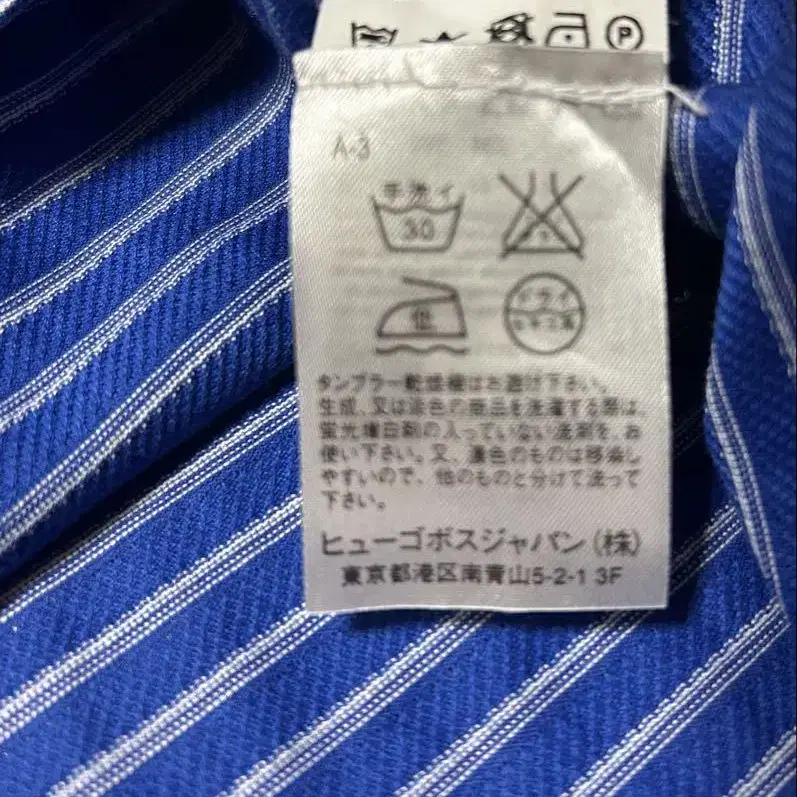 P
A-3
手洗イ
30
低
ドライ
セキユ系
タンブラー乾燥機はお避け下さい。
生成、又は淡色の商品を洗濯する際は、
蛍光増白剤の入っていない洗剤を、お
使い下さい。又、濃色のものは移染し
やすいので、他のものと分けて洗って
下さい。
ヒューゴボスジャパン(株)
東京都港区南青山5-2-1 3F